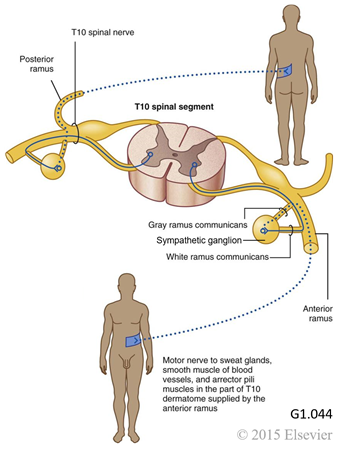 T10 spinal nerve
Posterior
ramus
T10 spinal segment
Gray ramus communicans
Sympathetic ganglion
White ramus communicans
Anterior
ramus
Motor nerve to sweat glands,
smooth muscle of blood
vessels, and arrector pili
muscles in the part of T10
dermatome supplied by the
anterior ramus
G1.044
© 2015 Elsevier